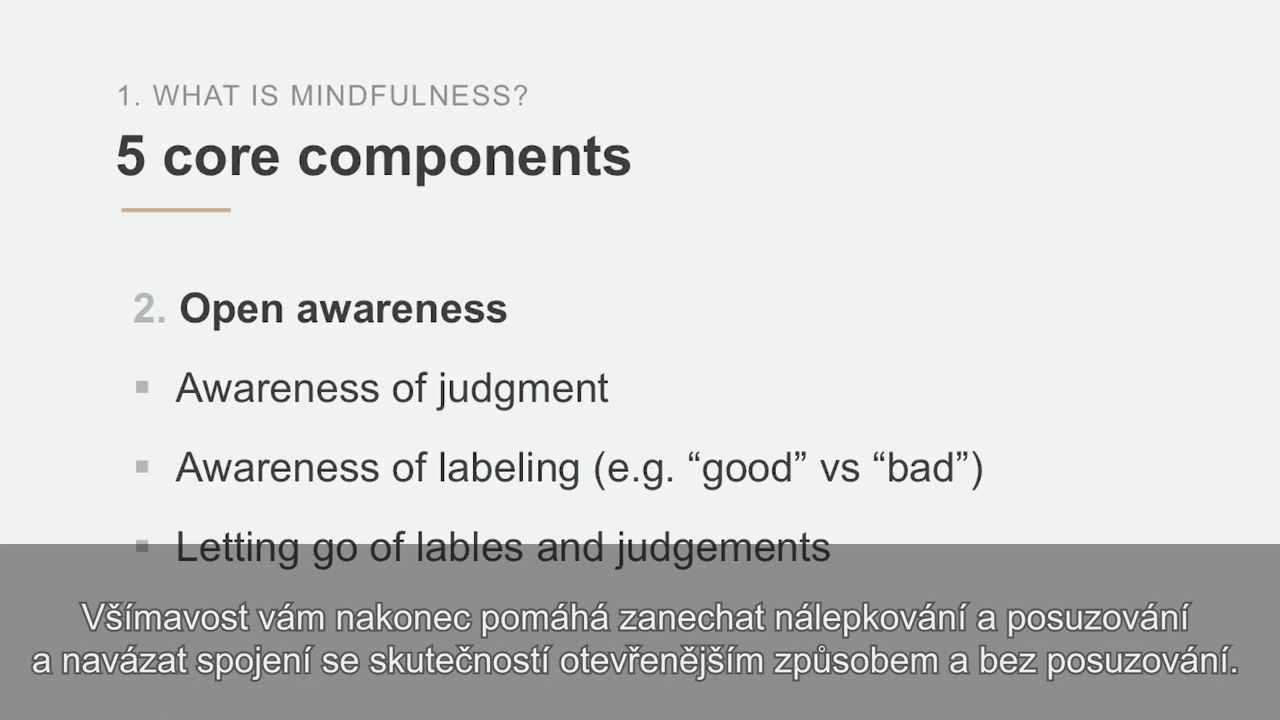 1. WHAT IS MINDFULNESS?
5 core components
2. Open awareness
▪ Awareness of judgment
▪ Awareness of labeling (e.g. “good” vs “bad”)
▪ Letting go of lables and judgements
Všímavost vám nakonec pomáhá zanechat nálepkování a posuzování
a navázat spojení se skutečností otevřenějším způsobem a bez posuzování.